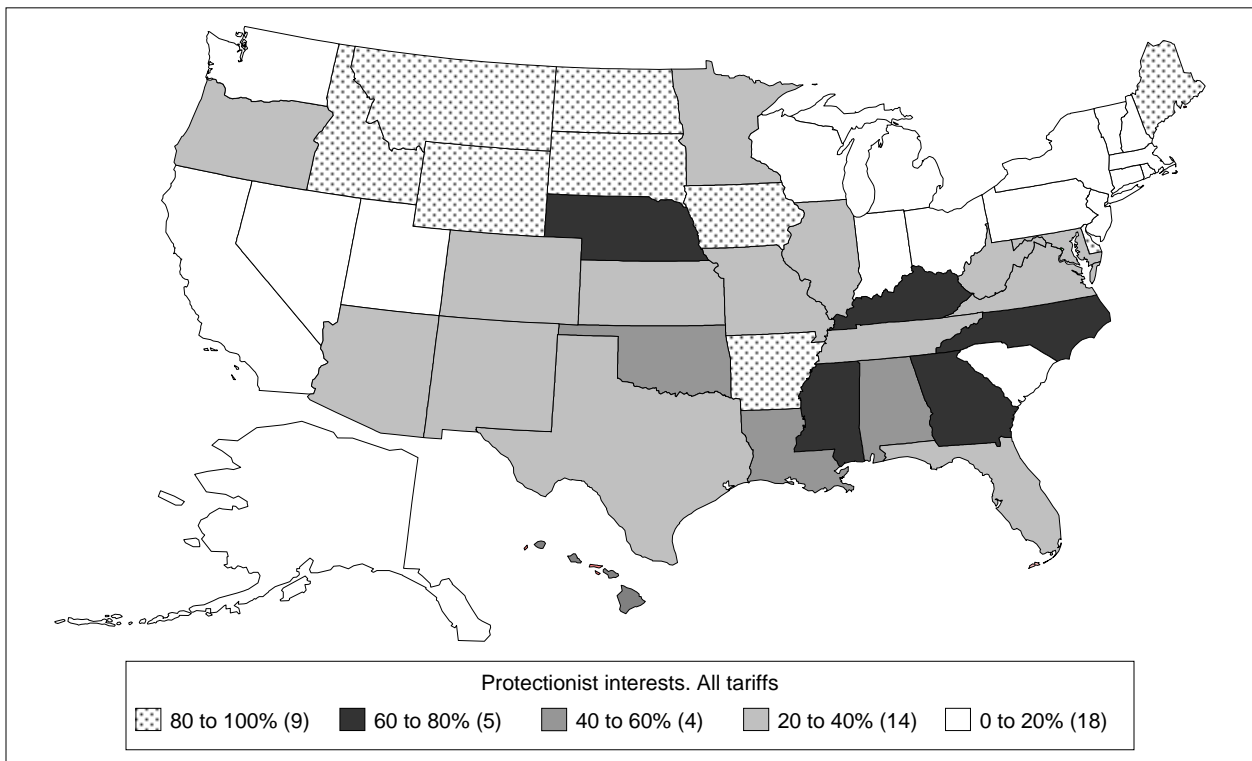 Protectionist interests. All tariffs
80 to 100% (9) 60 to 80% (5) 40 to 60% (4) 20 to 40% (14) 0 to 20% (18)